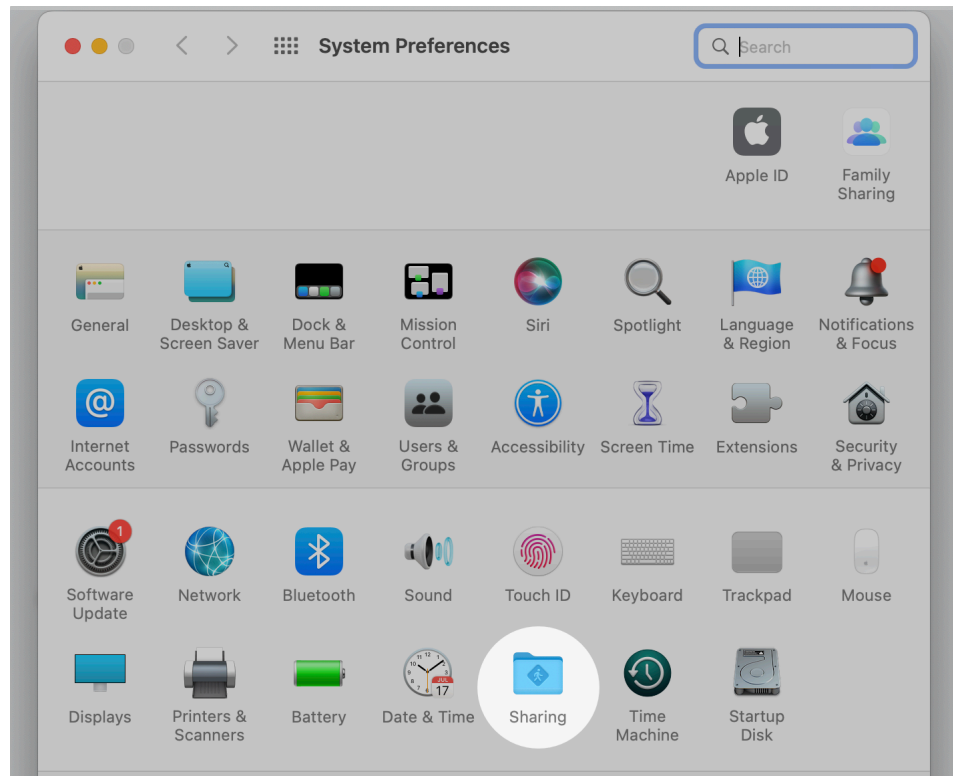 System Preferences
Search
Apple ID
Family
Sharing
General
Desktop &
Screen Saver
Dock &
Menu Bar
Mission
Control
Siri
Spotlight
Language
& Region
Notifications
& Focus
Internet
Accounts
Passwords
Wallet &
Apple Pay
Users &
Groups
Accessibility
Screen Time
Extensions
Security
& Privacy
1
Software
Update
Network
Bluetooth
Sound
Touch ID
Keyboard
Trackpad
Mouse
Displays
Printers &
Scanners
Battery
JUL
17
Date & Time
Sharing
Time
Machine
Startup
Disk